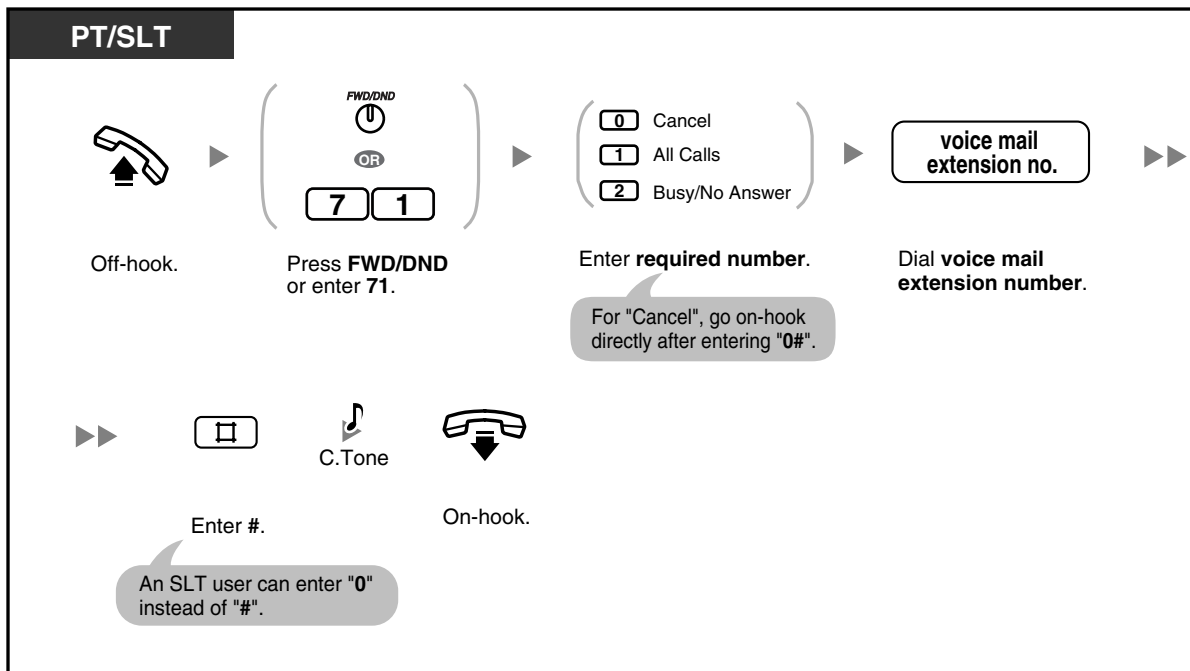 PT/SLT
FWD/DND
OR
7 1
0 Cancel
1 All Calls
2 Busy/No Answer
voice mail
extension no.
Off-hook.
Press FWD/DND
or enter 71.
Enter required number.
For "Cancel", go on-hook
directly after entering "0#".
Dial voice mail
extension number.
#
C.Tone
Enter #.
On-hook.
An SLT user can enter "0"
instead of "#".